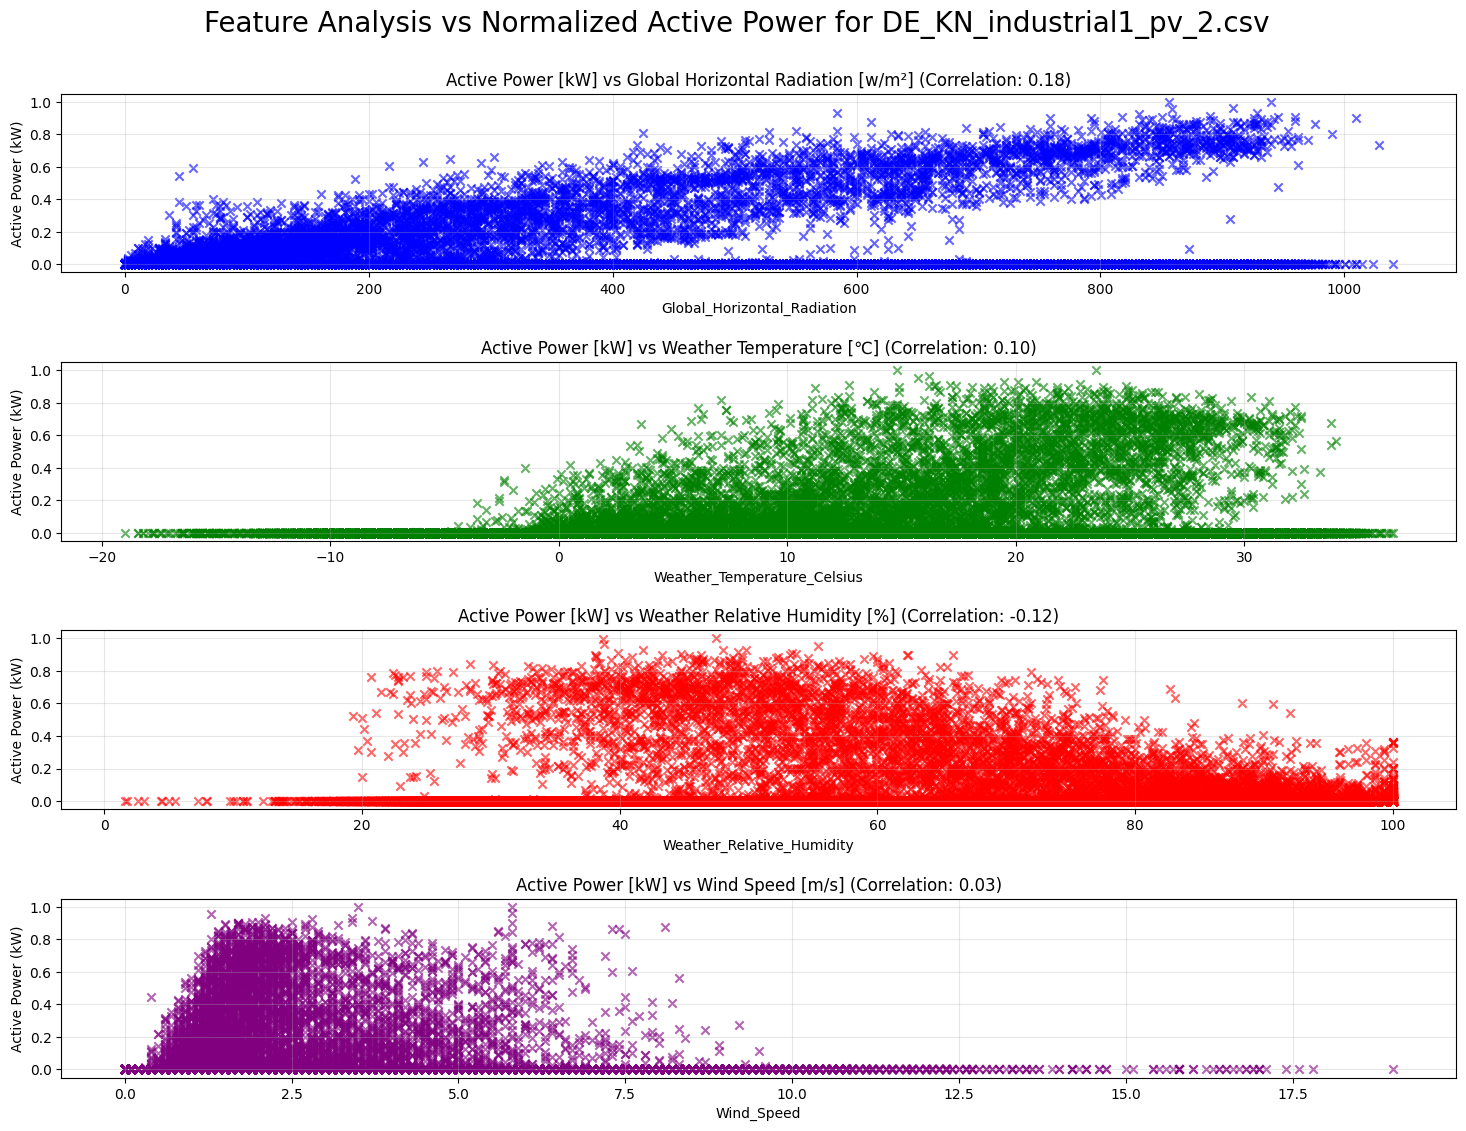 Feature Analysis vs Normalized Active Power for DE_KN_industrial1_pv_2.csv
Active Power [kW] vs Global Horizontal Radiation [w/m²] (Correlation: 0.18)
Active Power (kW)
1.0
0.8
0.6
0.4
0.2
0.0
0 200 400 600 800 1000
Global_Horizontal_Radiation
Active Power [kW] vs Weather Temperature [℃] (Correlation: 0.10)
Active Power (kW)
1.0
0.8
0.6
0.4
0.2
0.0
−20 −10 0 10 20 30
Weather_Temperature_Celsius
Active Power [kW] vs Weather Relative Humidity [%] (Correlation: -0.12)
Active Power (kW)
1.0
0.8
0.6
0.4
0.2
0.0
0 20 40 60 80 100
Weather_Relative_Humidity
Active Power [kW] vs Wind Speed [m/s] (Correlation: 0.03)
Active Power (kW)
1.0
0.8
0.6
0.4
0.2
0.0
0.0 2.5 5.0 7.5 10.0 12.5 15.0 17.5
Wind_Speed